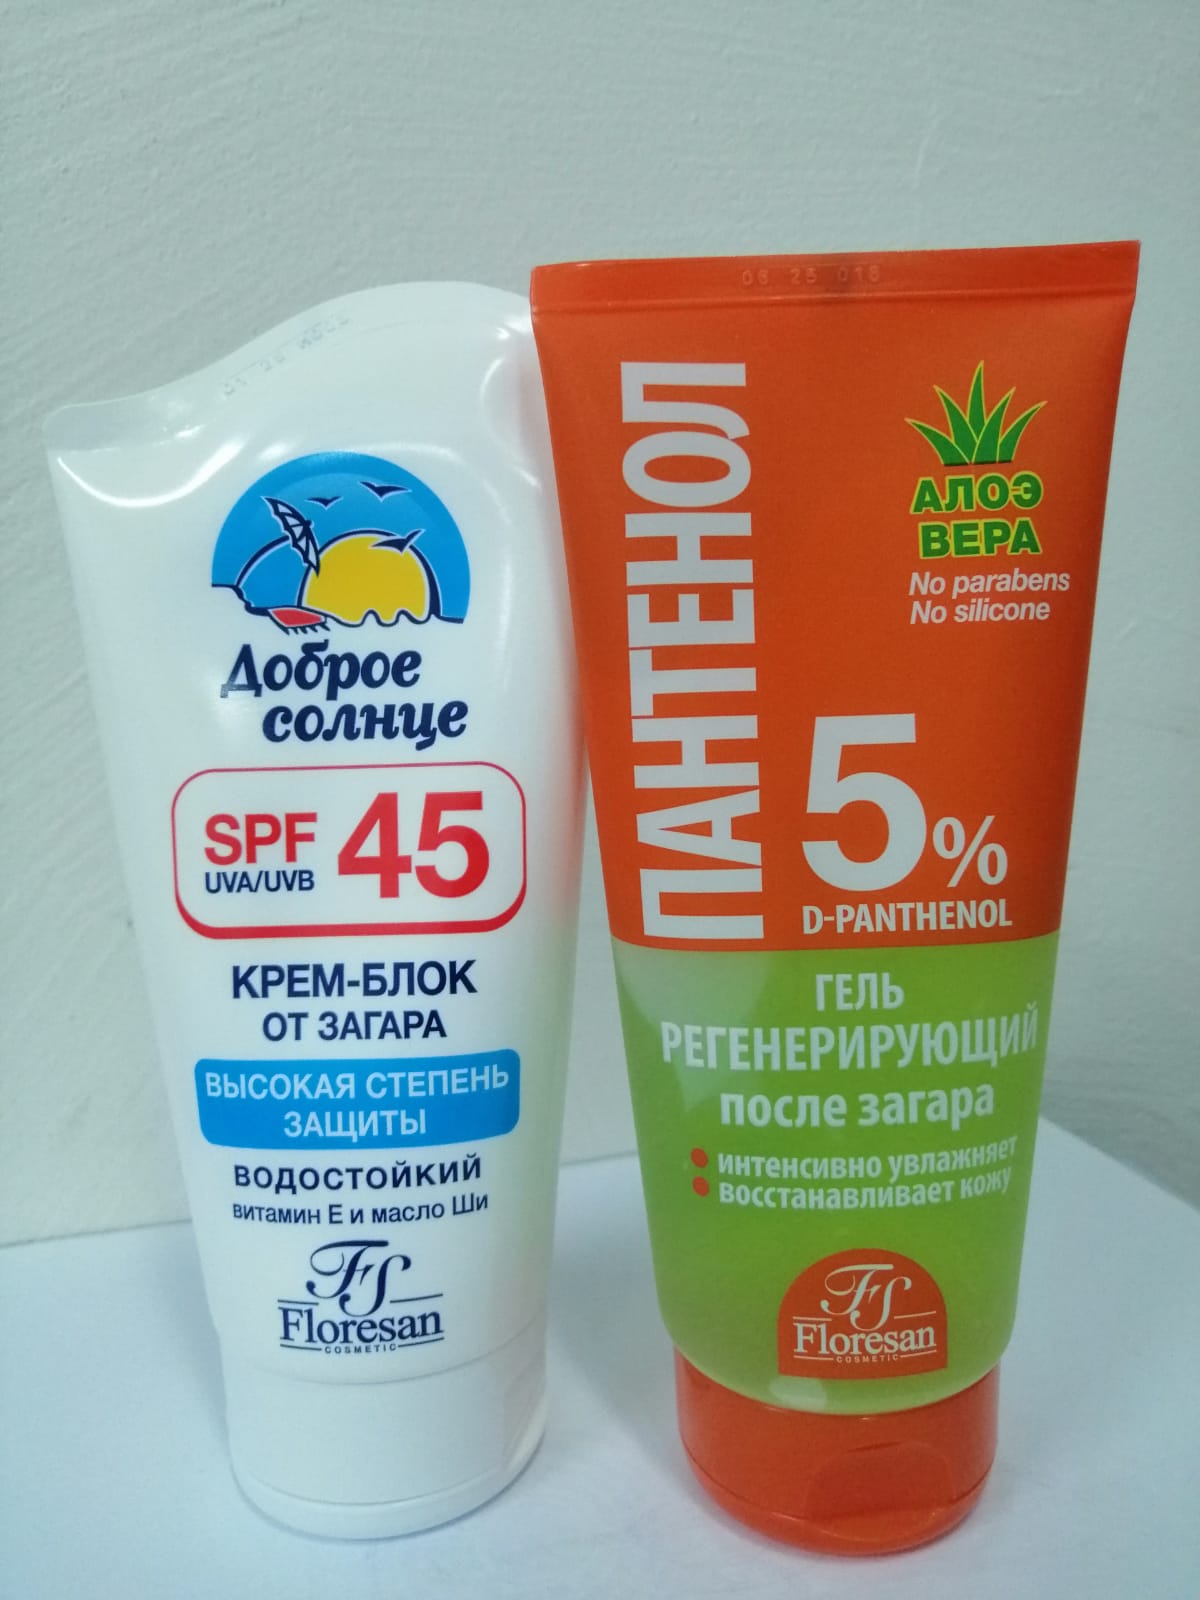 Доброе
солнце
SPF
UVA/UVB
45
КРЕМ-БЛОК
ОТ ЗАГАРА
ВЫСОКАЯ СТЕПЕНЬ
ЗАЩИТЫ
ВОДОСТОЙКИЙ
витамин Е и масло Ши
FS
Floresan
COSMETIC
06 25 018
ПАНТЕНОЛ
АЛОЭ
ВЕРА
No parabens
No silicone
5%
D-PANTHENOL
ГЕЛЬ
РЕГЕНЕРИРУЮЩИЙ
после загара
интенсивно увлажняет
восстанавливает кожу
FS
Floresan
COSMETIC